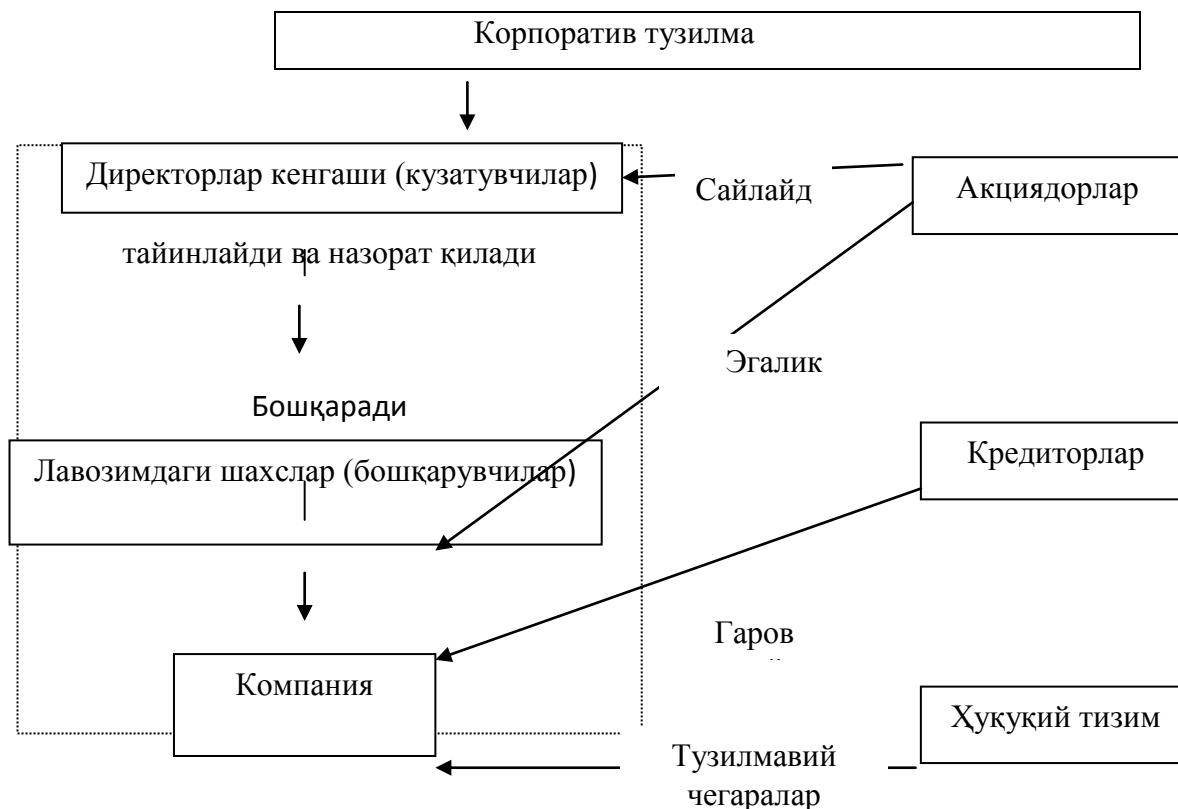 Корпоратив тузилма
Директорлар кенгаши (кузатувчилар)
Сайлайд
Акциядорлар
тайинлайди ва назорат қилади
Эгалик
Бошқаради
Лавозимдаги шахслар (бошқарувчилар)
Кредиторлар
Гаров
Компания
Ҳуқуқий тизим
Тузилмавий
чегаралар